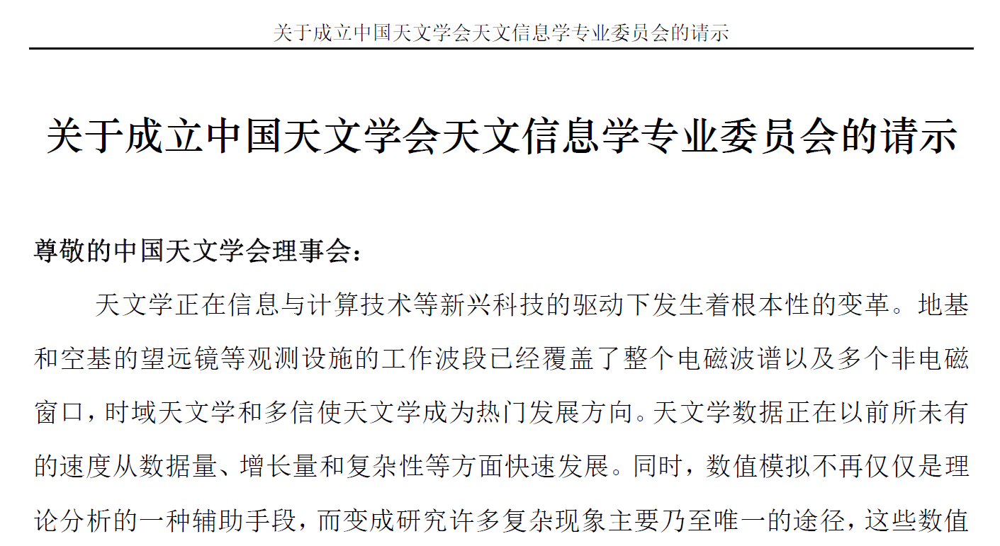 关于成立中国天文学会天文信息学专业委员会的请示
关于成立中国天文学会天文信息学专业委员会的请示
尊敬的中国天文学会理事会：
天文学正在信息与计算技术等新兴科技的驱动下发生着根本性的变革。地基
和空基的望远镜等观测设施的工作波段已经覆盖了整个电磁波谱以及多个非电磁
窗口，时域天文学和多信使天文学成为热门发展方向。天文学数据正在以前所未有
的速度从数据量、增长量和复杂性等方面快速发展。同时，数值模拟不再仅仅是理
论分析的一种辅助手段，而变成研究许多复杂现象主要乃至唯一的途径，这些数值